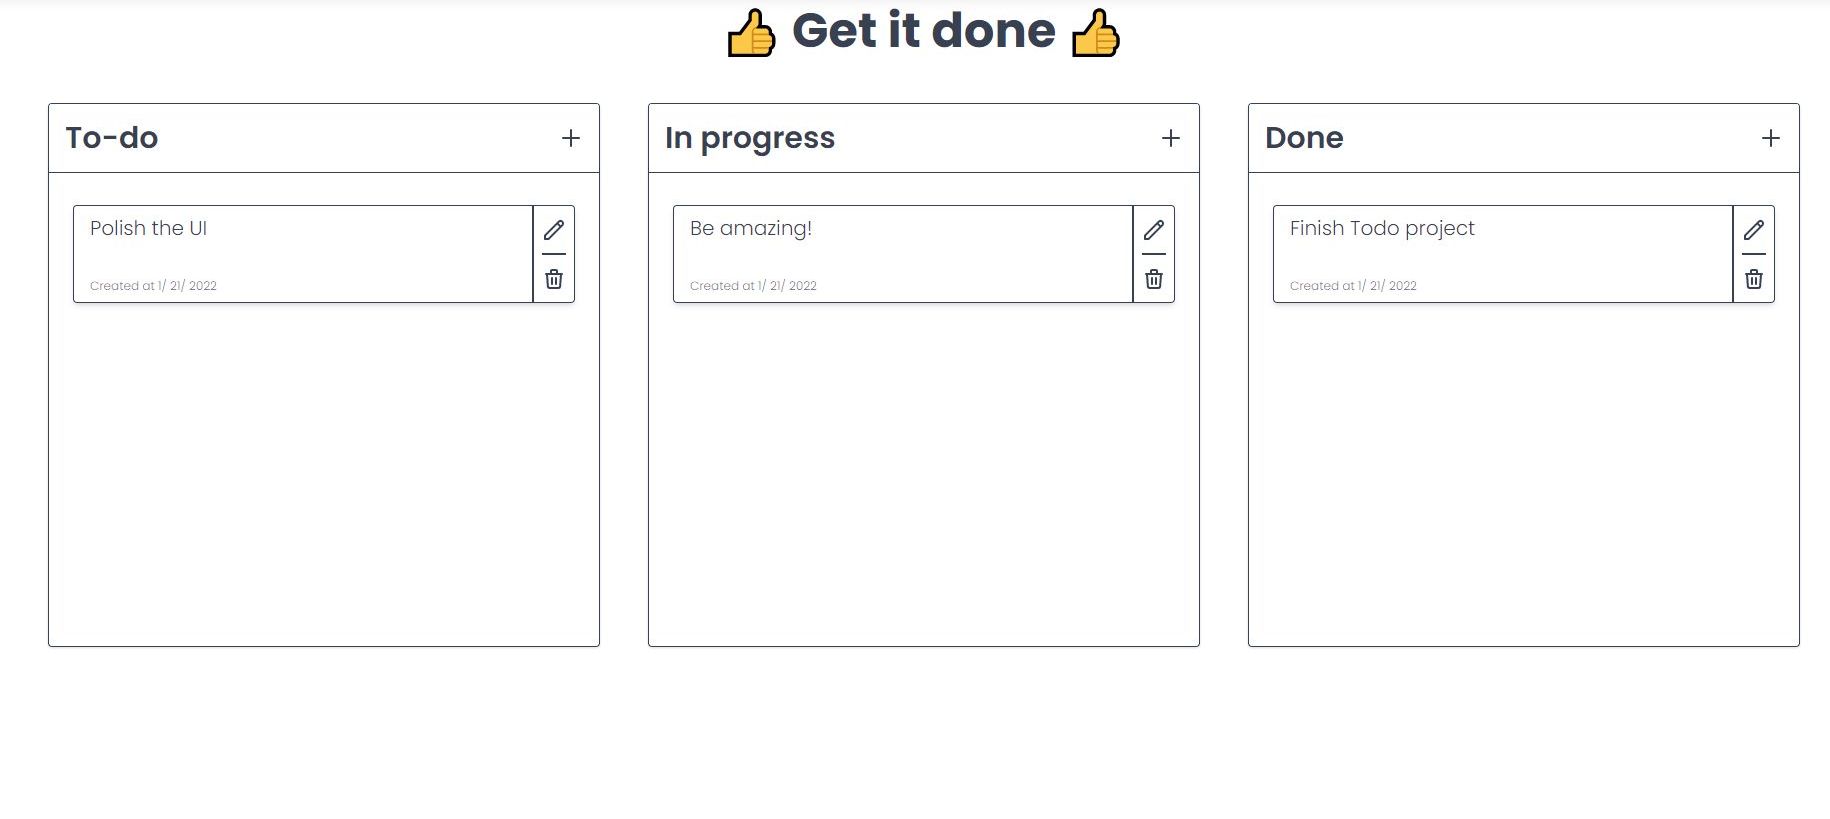 Get it done
To-do
Polish the UI
Created at 1/ 21/ 2022
In progress
Be amazing!
Created at 1/ 21/ 2022
Done
Finish Todo project
Created at 1/ 21/ 2022